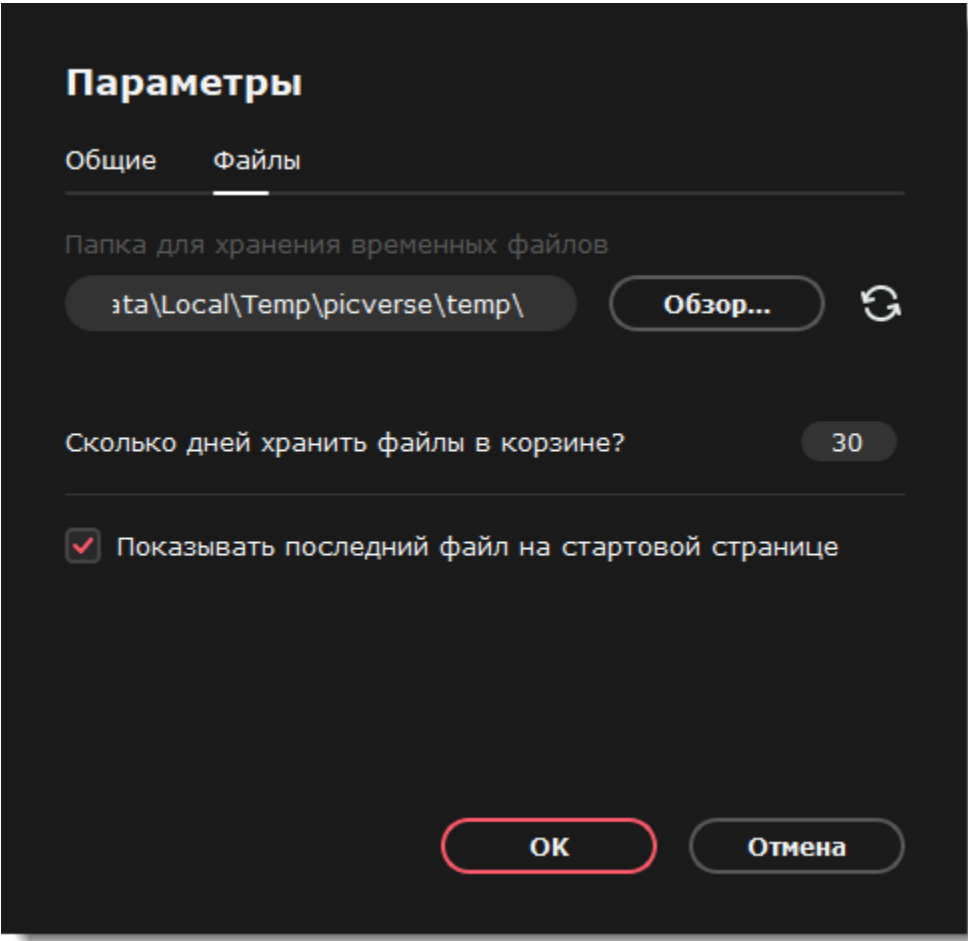 Параметры
Общие Файлы
Папка для хранения временных файлов
ata\Local\Temp\picverse\temp\ Обзор...
Сколько дней хранить файлы в корзине? 30
Показывать последний файл на стартовой странице
ОК Отмена